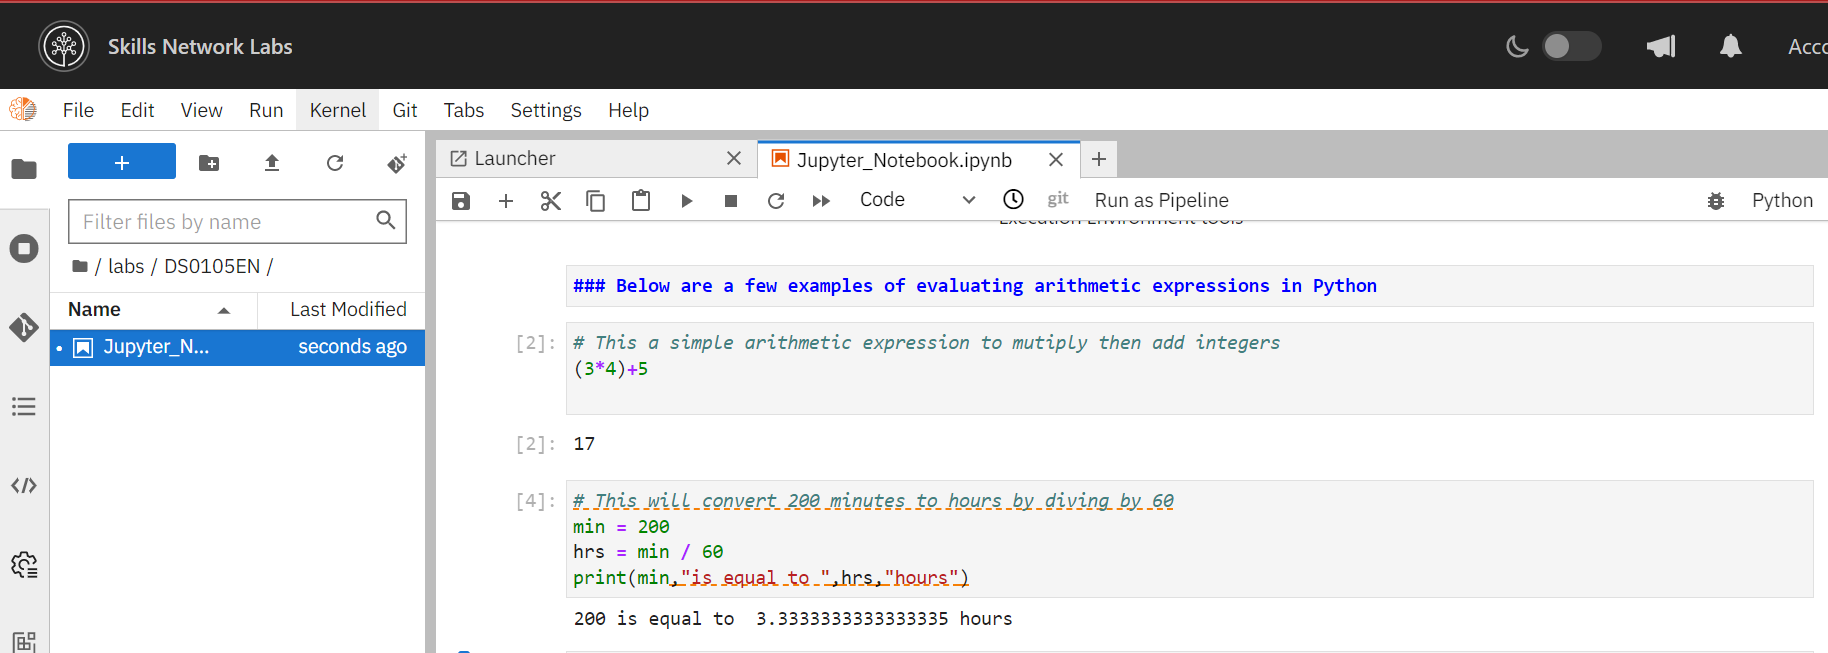 Skills Network Labs
Acco
File Edit View Run Kernel Git Tabs Settings Help
Launcher
Jupyter_Notebook.ipynb
Code
git
Run as Pipeline
Python
Filter files by name
/ labs / DS0105EN /
Name Last Modified
Jupyter_N... seconds ago
Execution Environment tools
### Below are a few examples of evaluating arithmetic expressions in Python
[2]: # This a simple arithmetic expression to mutiply then add integers
(3*4)+5
[2]: 17
[4]: # This will convert 200 minutes to hours by diving by 60
min = 200
hrs = min / 60
print(min,"is equal to ",hrs,"hours")
200 is equal to  3.3333333333333335 hours